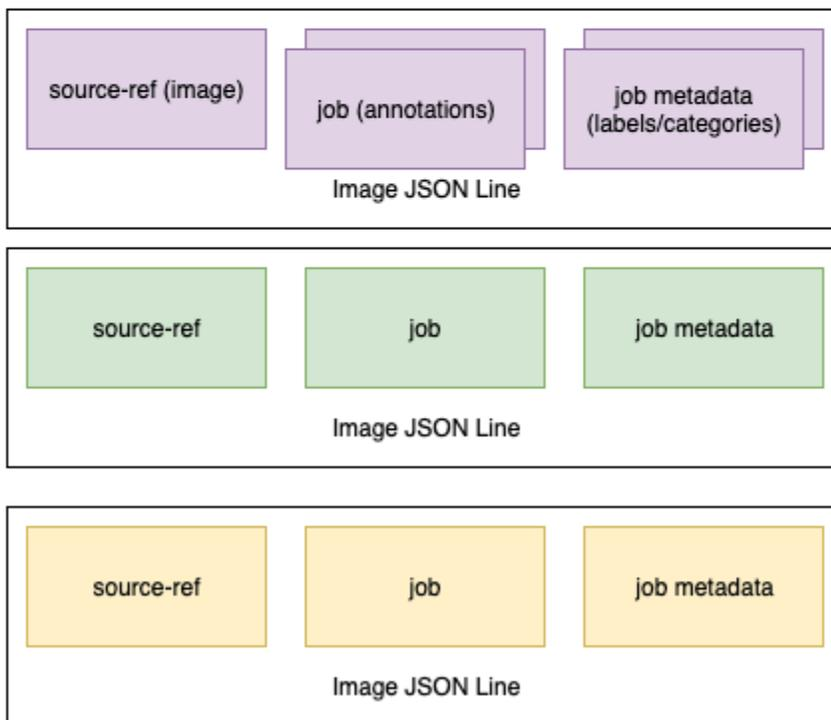 source-ref (image)
job (annotations)
job metadata
(labels/categories)
Image JSON Line
source-ref
job
job metadata
Image JSON Line
source-ref
job
job metadata
Image JSON Line